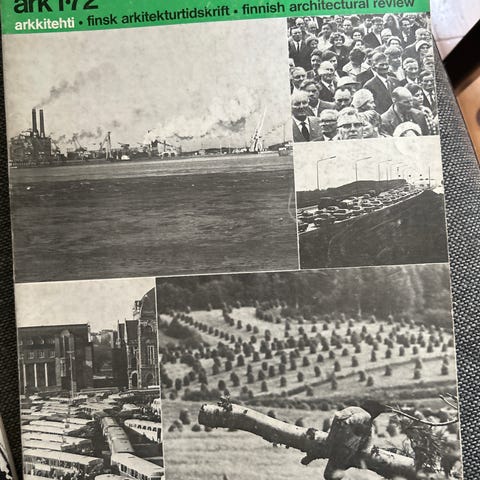 ark 1·72
arkkitehti • finsk arkitekturtidskrift • finnish architectural review